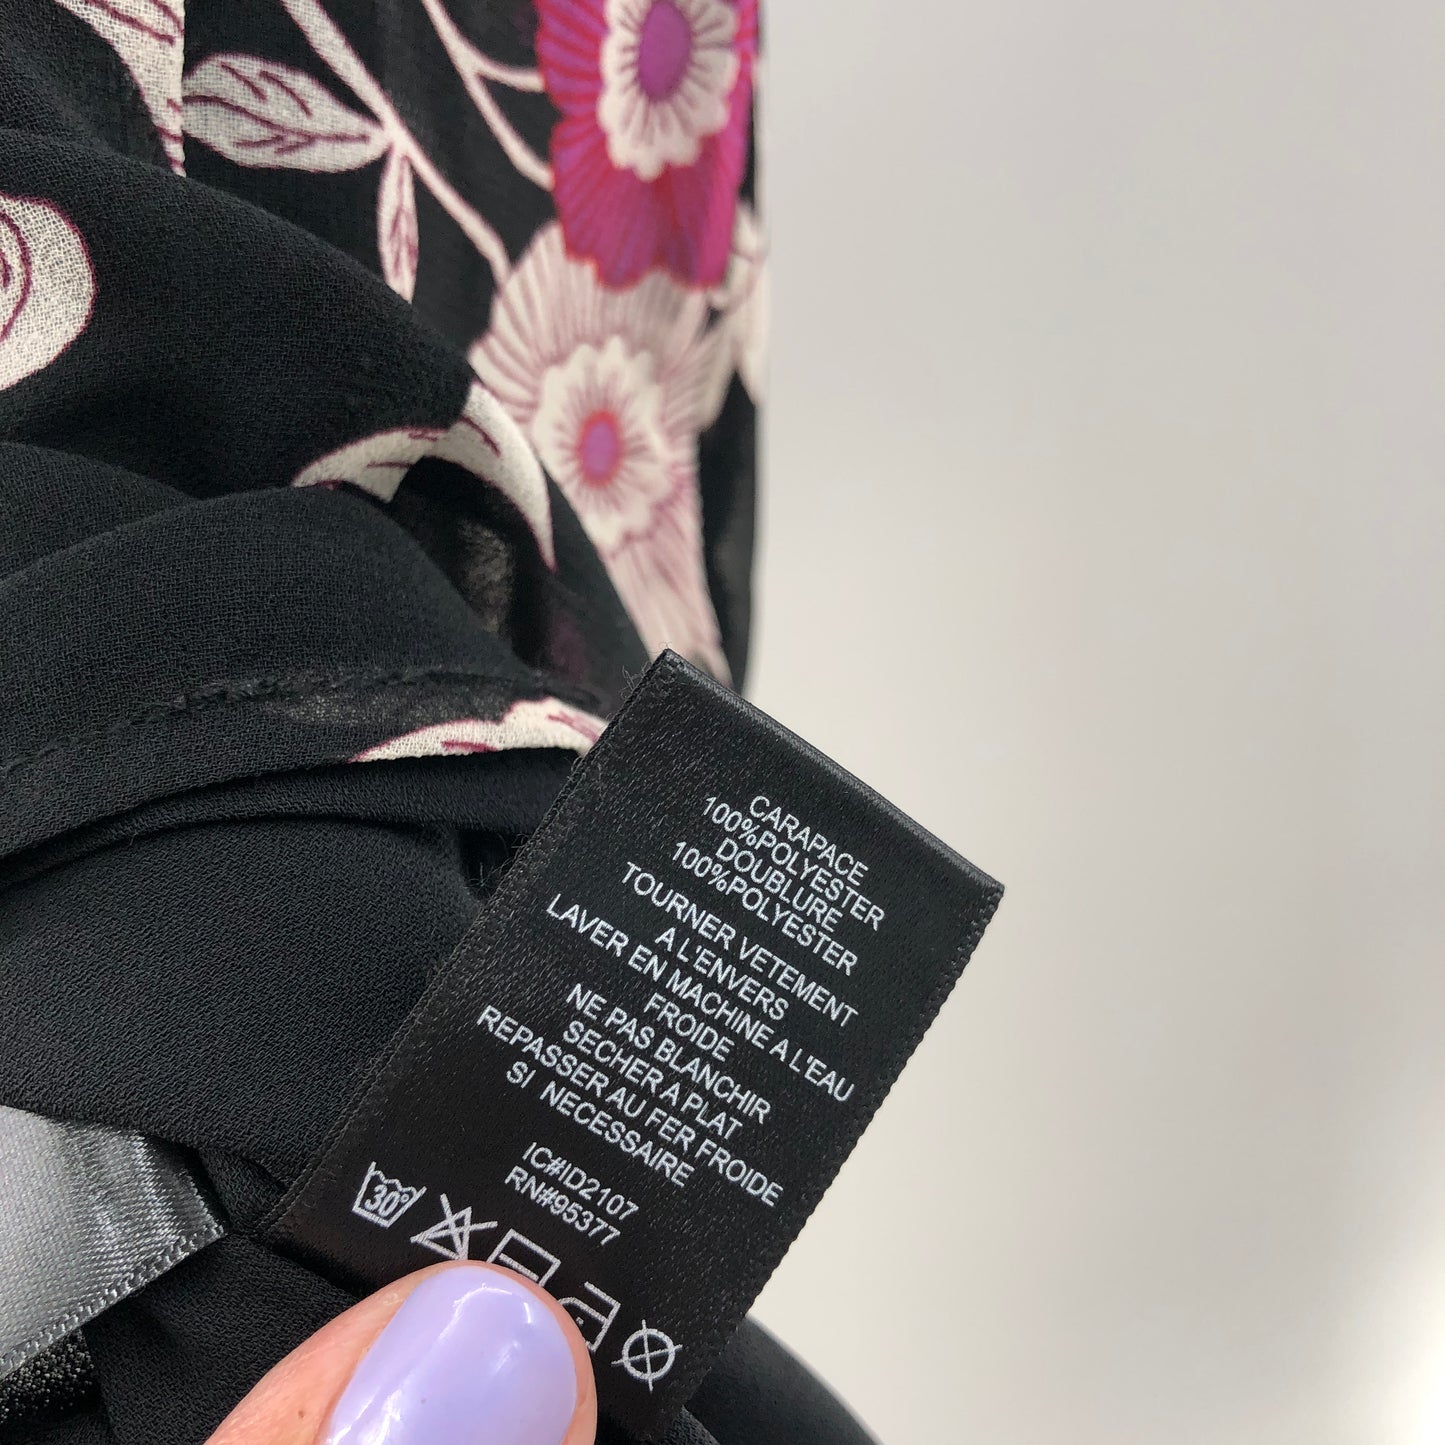 CARAPACE
100%POLYESTER
DOUBLURE
100%POLYESTER
TOURNER VETEMENT
A L'ENVERS
LAVER EN MACHINE A L'EAU
FROIDE
NE PAS BLANCHIR
SECHER A PLAT
REPASSER AU FER FROIDE
SI NECESSAIRE
IC#ID2107
RN#95377
30°